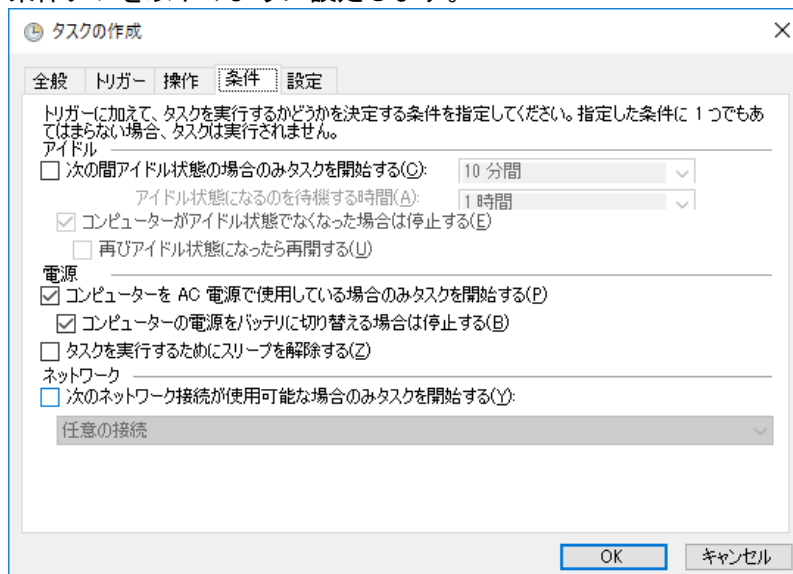 タスクの作成
全般 トリガー 操作 条件 設定
トリガーに加えて、タスクを実行するかどうかを決定する条件を指定してください。指定した条件に 1 つでもあ
てはまらない場合、タスクは実行されません。
アイドル
次の間アイドル状態の場合のみタスクを開始する(C): 10 分間
アイドル状態になるのを待機する時間(A): 1 時間
コンピューターがアイドル状態でなくなった場合は停止する(E)
再びアイドル状態になったら再開する(U)
電源
コンピューターを AC 電源で使用している場合のみタスクを開始する(P)
コンピューターの電源をバッテリに切り替える場合は停止する(B)
タスクを実行するためにスリープを解除する(Z)
ネットワーク
次のネットワーク接続が使用可能な場合のみタスクを開始する(Y):
任意の接続
OK キャンセル